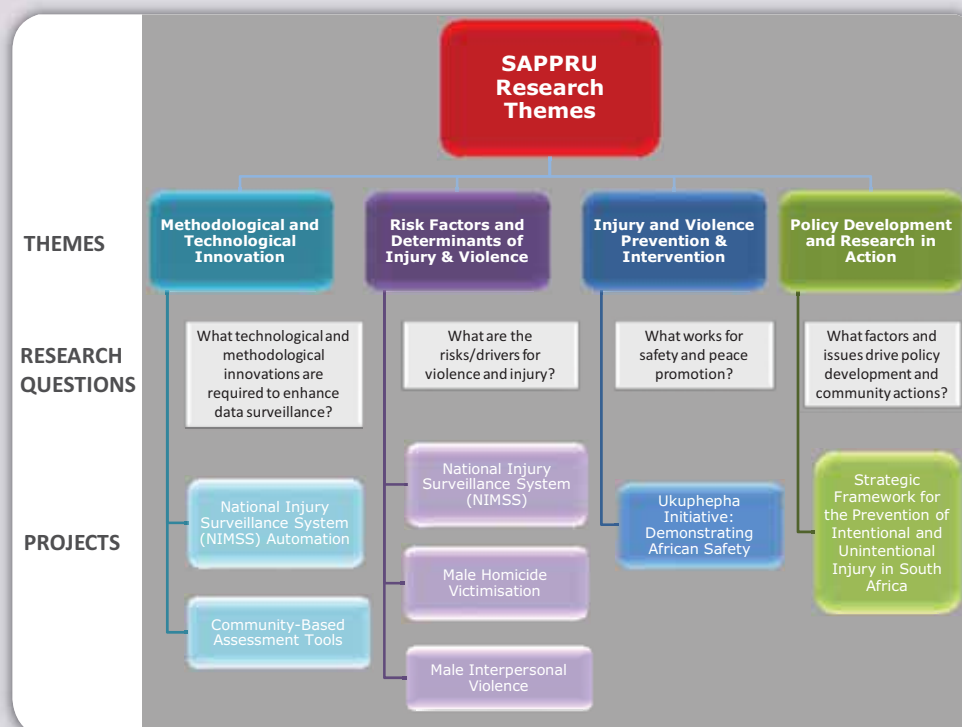 SAPPRU
Research
Themes
THEMES
Methodological and
Technological
Innovation
Risk Factors and
Determinants of
Injury & Violence
Injury and Violence
Prevention &
Intervention
Policy Development
and Research in
Action
RESEARCH
QUESTIONS
What technological and
methodological
innovations are
required to enhance
data surveillance?
What are the
risks/drivers for
violence and injury?
What works for
safety and peace
promotion?
What factors and
issues drive policy
development and
community actions?
PROJECTS
National Injury
Surveillance System
(NIMSS) Automation
Community-Based
Assessment Tools
National Injury
Surveillance System
(NIMSS)
Male Homicide
Victimisation
Male Interpersonal
Violence
Ukuphepha
Initiative:
Demonstrating
African Safety
Strategic
Framework for
the Prevention of
Intentional and
Unintentional
Injury in South
Africa